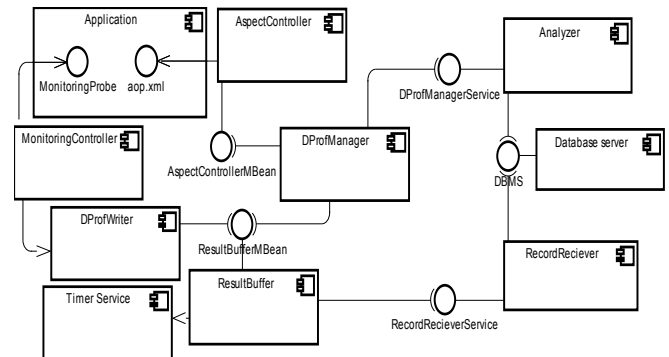 Application
AspectController
Analyzer
MonitoringProbe
aop.xml
DProfManagerService
MonitoringController
DProfManager
Database server
AspectControllerMBean
DBMS
DProfWriter
ResultBufferMBean
RecordReciever
ResultBuffer
Timer Service
RecordRecieverService